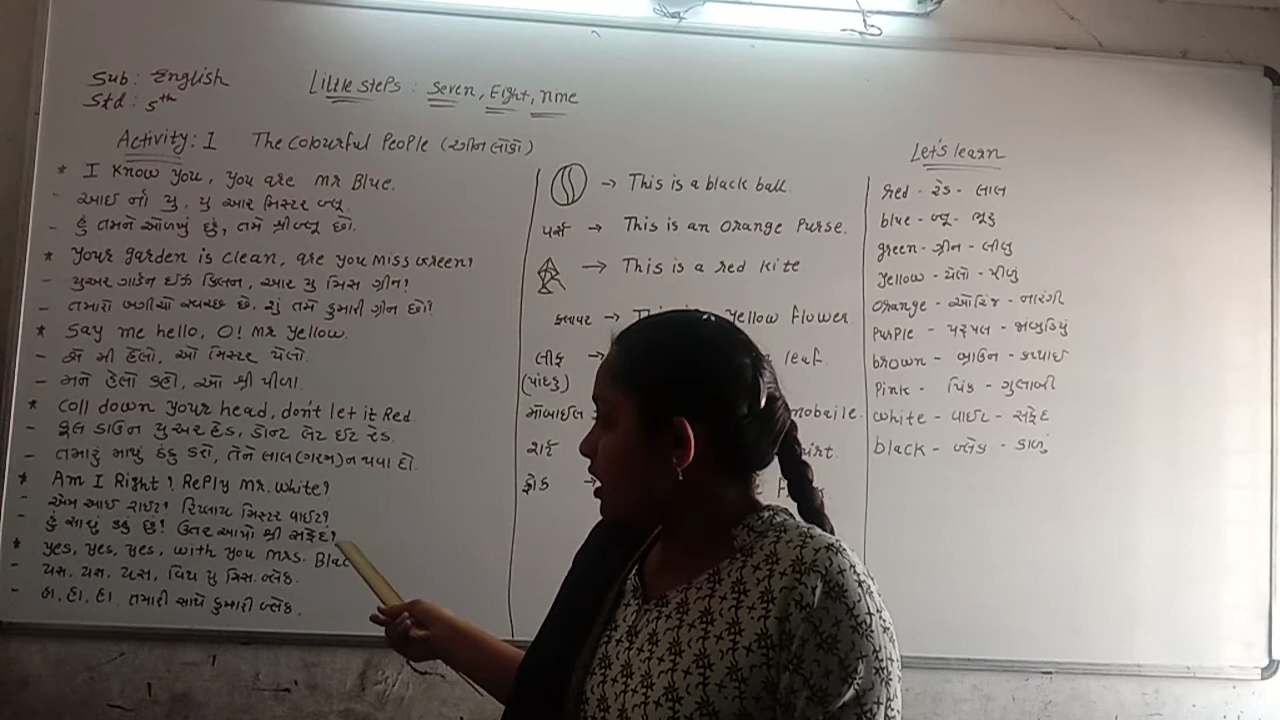 Sub: English
Std: 5th
Little steps: Seven, Eight, nine
Activity: 1 The Colourful People (રંગીન લોકો)
* I Know you, you are Mr Blue.
- આઈ નો યુ, યુ આર મિસ્ટર બ્લૂ.
- હું તમને ઓળખું છું, તમે શ્રી બ્લૂ છો.
* Your garden is clean, are you Miss Green?
- યુઅર ગાર્ડન ઈઝ ક્લિન, આર યુ મિસ ગ્રીન?
- તમારો બગીચો સ્વચ્છ છે. શું તમે કુમારી ગ્રીન છો?
* Say me hello, O! Mr Yellow.
- સે મી હેલો, ઓ મિસ્ટર યેલો.
- મને હેલો કહો, ઓ શ્રી પીળા.
* Coll down your head, don't let it Red.
- કૂલ ડાઉન યુઅર હેડ, ડોન્ટ લેટ ઈટ રેડ.
- તમારું માથું ઠંડુ કરો, તેને લાલ(ગરમ) ન થવા દો.
* Am I Right? Reply Mr. White?
- એમ આઈ રાઈટ? રિપ્લાય મિસ્ટર વાઈટ?
- હું સાચું કહું છું! ઉતર આપો શ્રી સફેદ?
* Yes, yes, yes, with you Mrs. Blac
- યસ. યસ. યસ, વિથ યુ મિસ. બ્લેક.
- હા. હા. હા. તમારી સાથે કુમારી બ્લેક.
→ This is a black ball.
પર્સ → This is an Orange Purse.
→ This is a red kite
ફ્લાવર → Yellow flower
લીફ → leaf
(પાંદડુ)
મોબાઈલ mobaile.
શર્ટ
ફ્રોક →
Let's learn
red - રેડ - લાલ
blue - બ્લૂ - ભૂરુ
green - ગ્રીન - લીલું
Yellow - યેલો - પીળું
Orange - ઓરેંજ - નારંગી
Purple - પરપલ - જાંબુડિયું
brown - બ્રાઉન - કથ્થાઈ
Pink - પિંક - ગુલાબી
white - વાઈટ - સફેદ
black - બ્લેક - કાળું